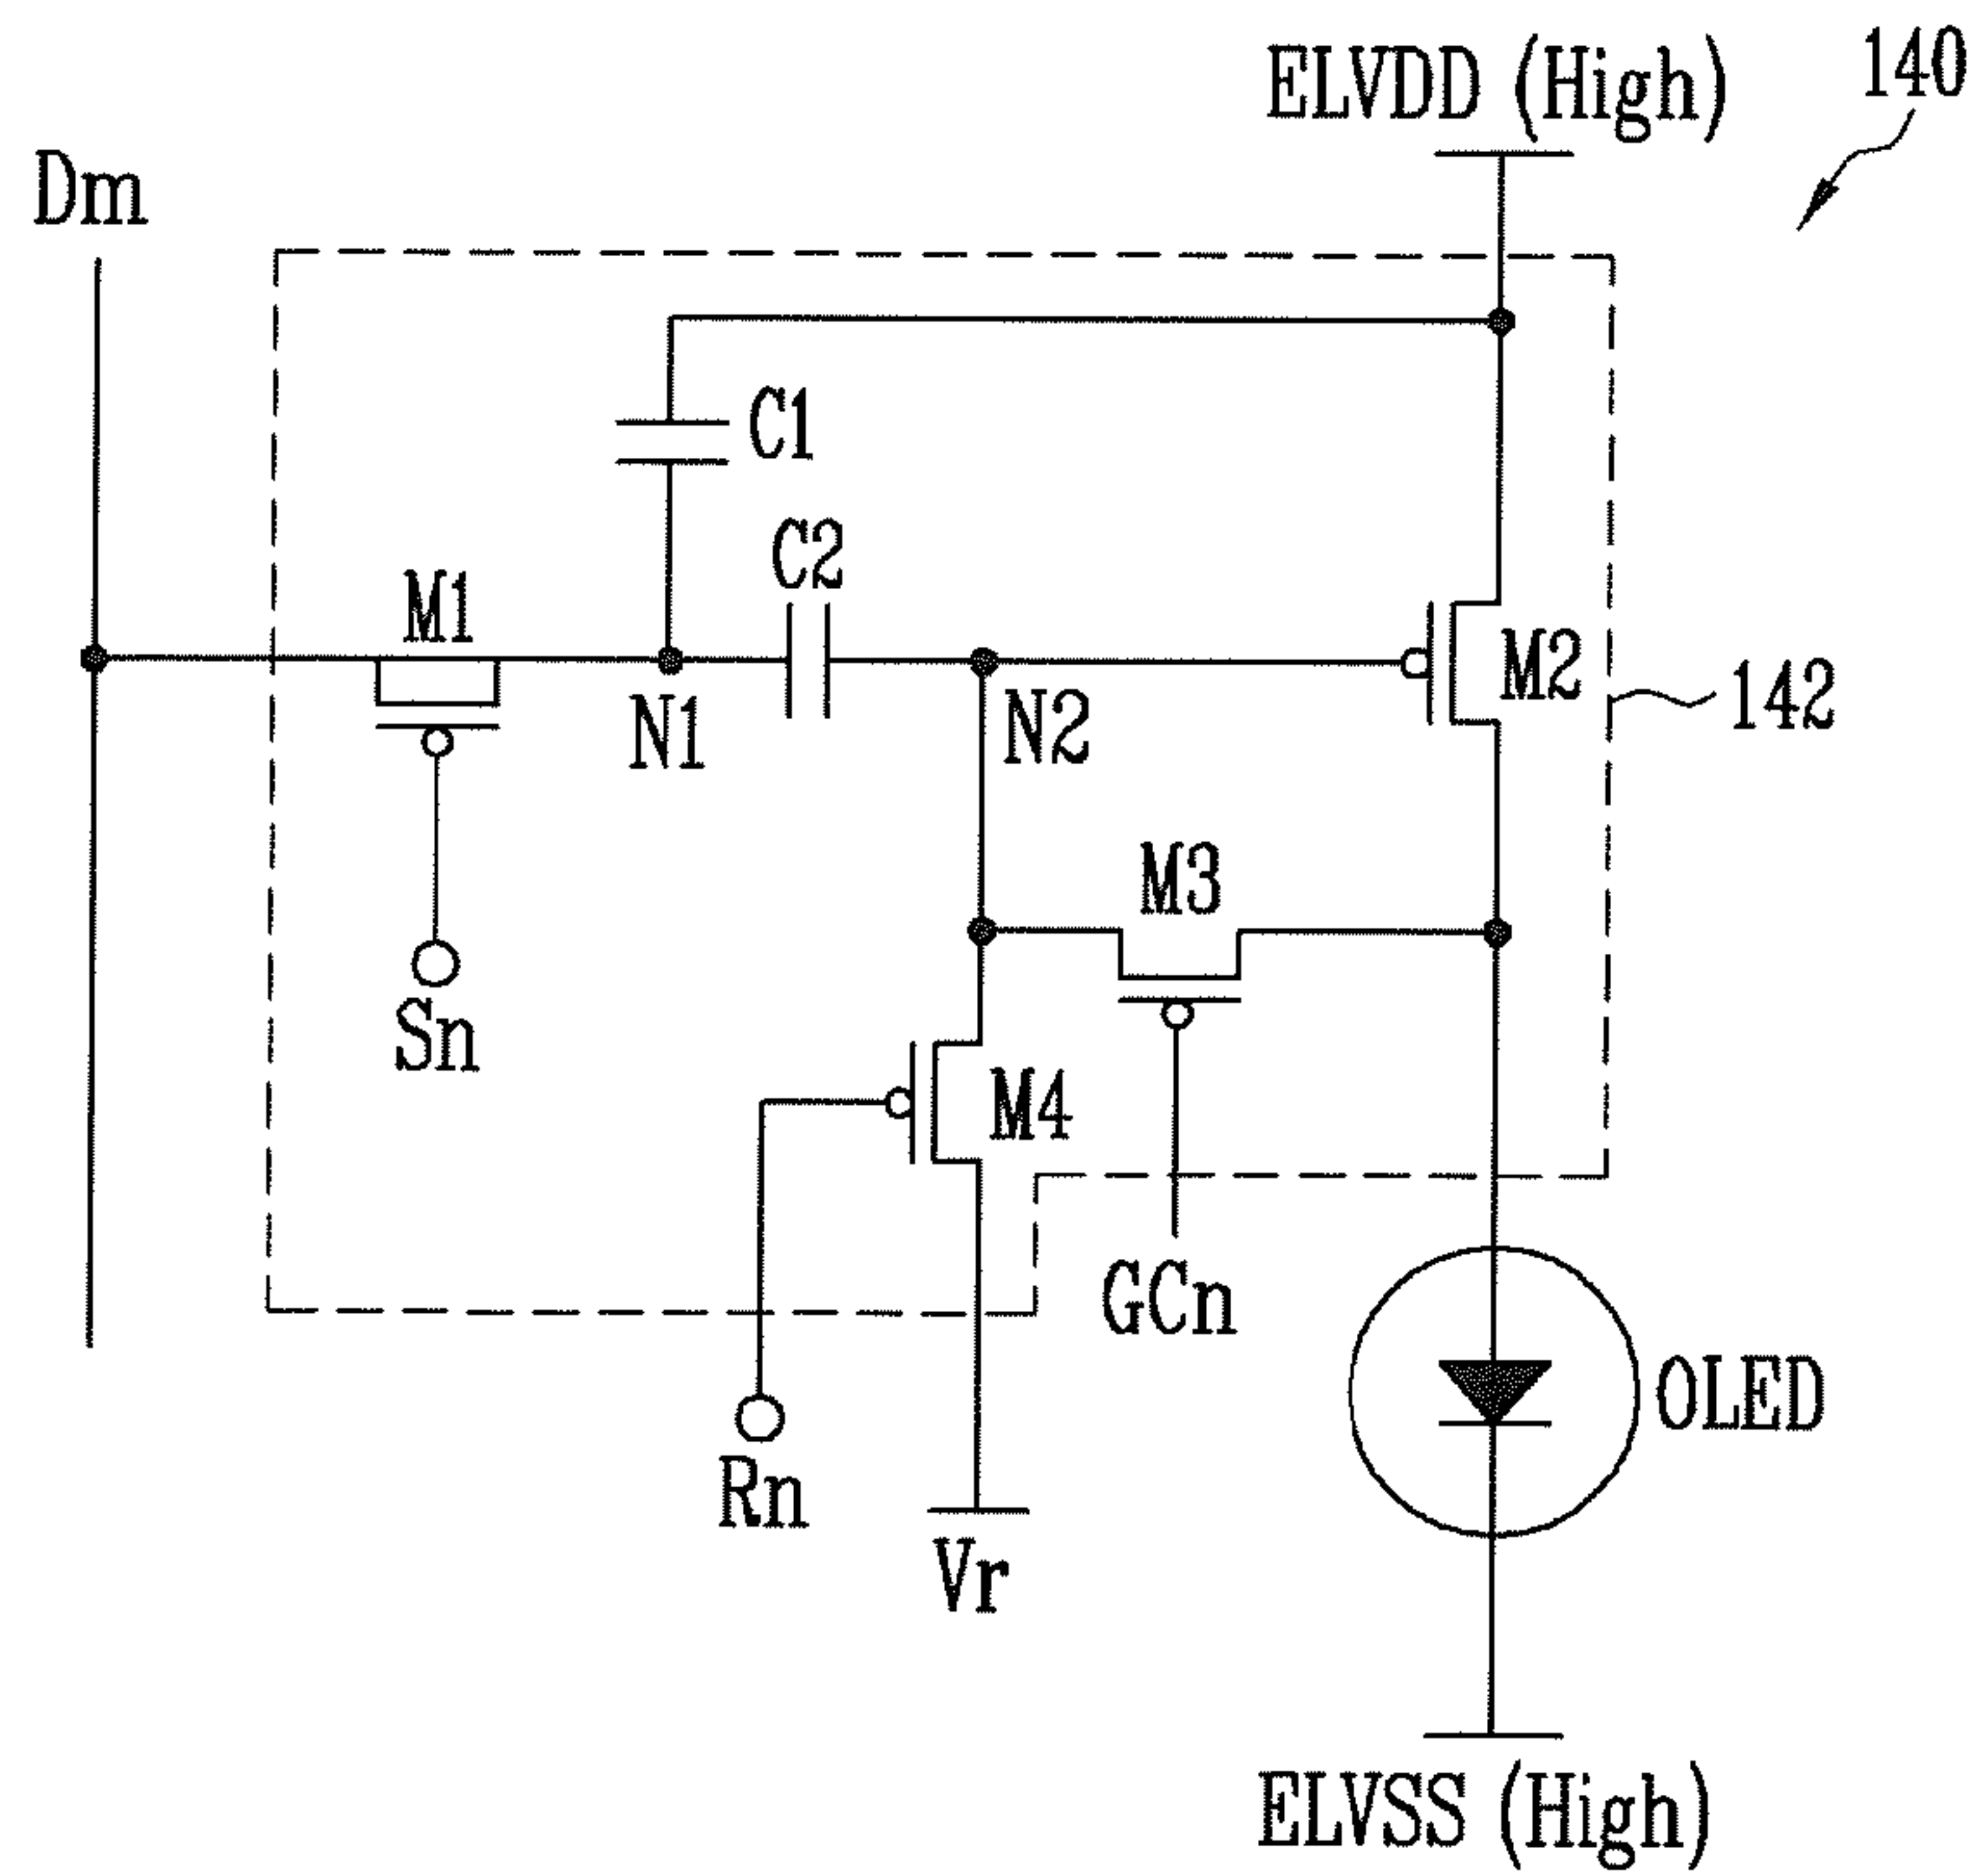 140
ELVDD (High)
Dm
C1
C2
M1
M2
N1
N2
142
M3
Sn
M4
GCn
OLED
Rn
Vr
ELVSS (High)